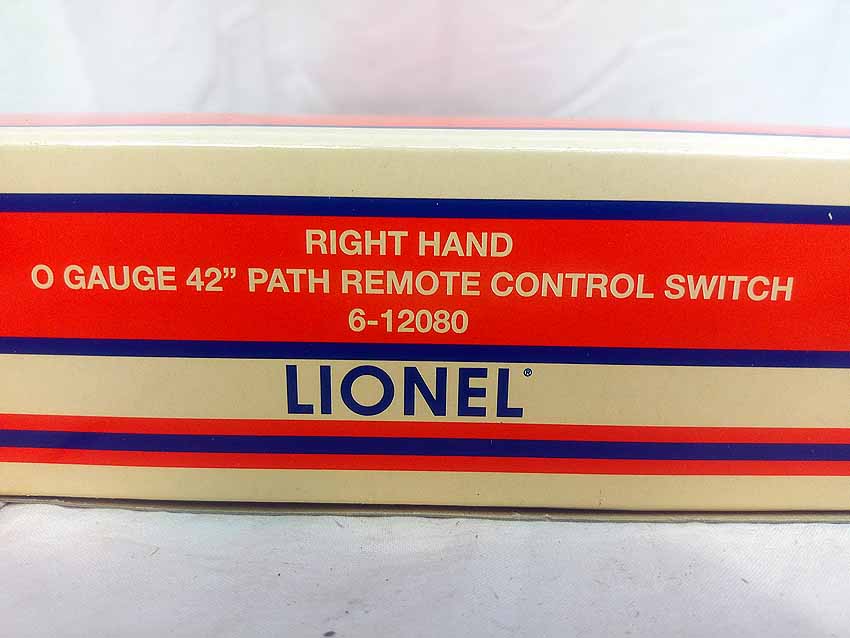 RIGHT HAND
O GAUGE 42” PATH REMOTE CONTROL SWITCH
6-12080
LIONEL®